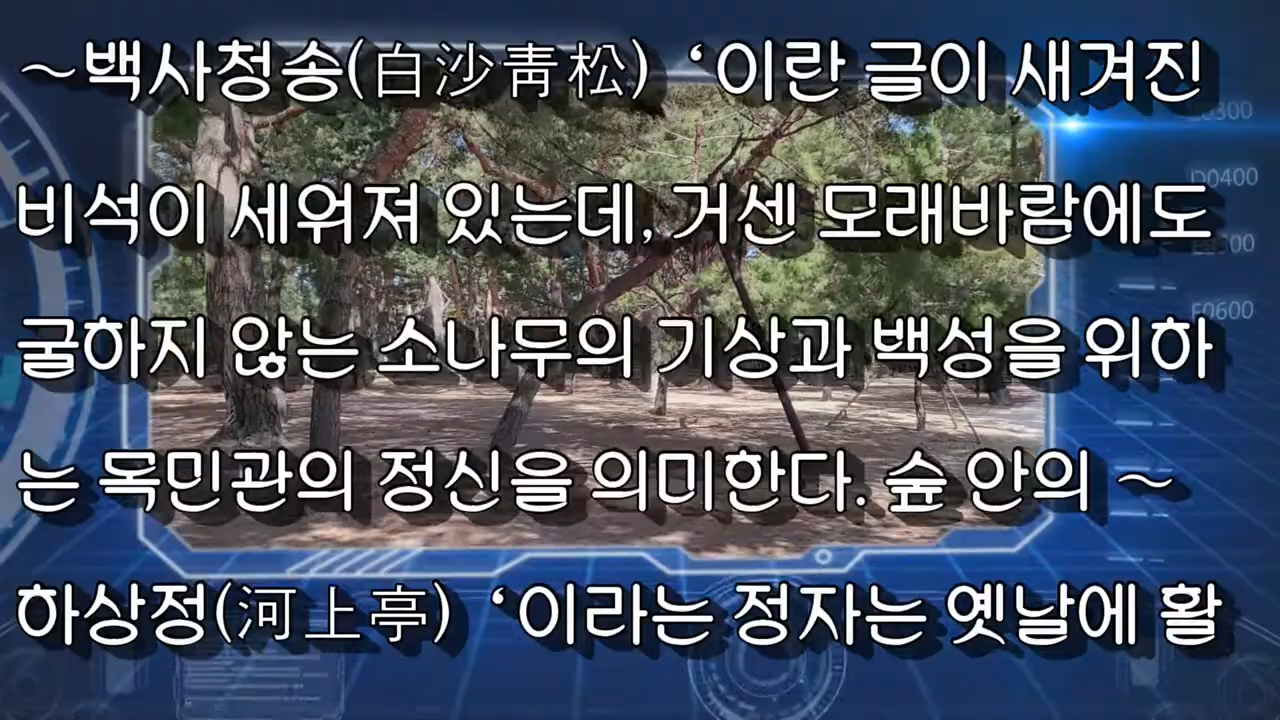 ~백사청송(白沙靑松) ‘이란 글이 새겨진
비석이 세워져 있는데, 거센 모래바람에도
굴하지 않는 소나무의 기상과 백성을 위하
는 목민관의 정신을 의미한다. 숲 안의 ~
하상정(河上亭) ‘이라는 정자는 옛날에 활
D0400
E0600